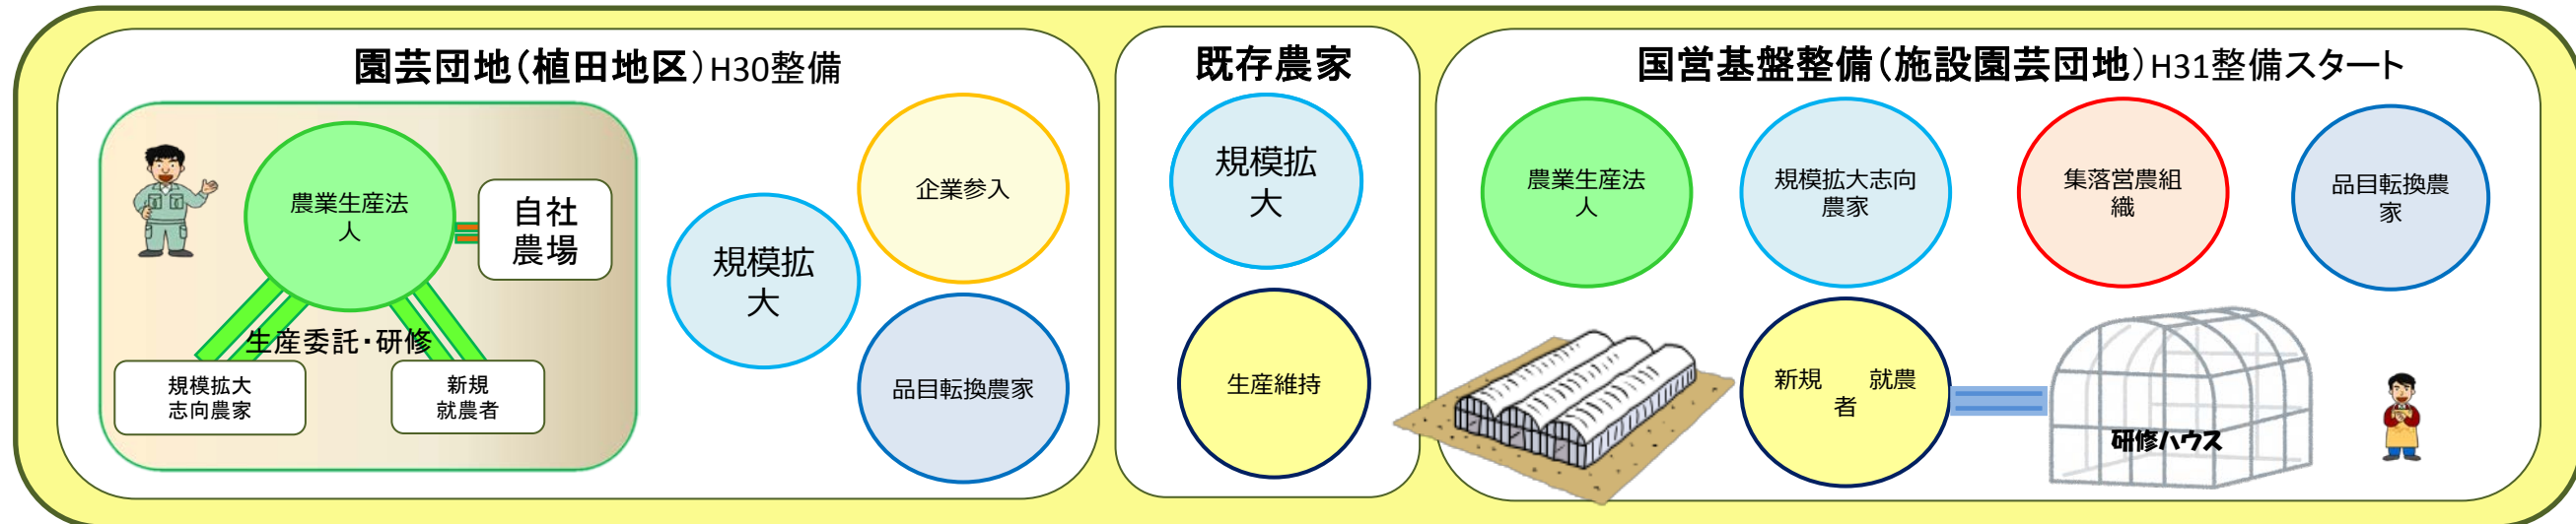 園芸団地(植田地区)H30整備
農業生産法
人
自社
農場
生産委託・研修
規模拡大
志向農家
新規
就農者
規模拡
大
企業参入
品目転換農家
既存農家
規模拡
大
生産維持
国営基盤整備(施設園芸団地)H31整備スタート
農業生産法
人
規模拡大志向
農家
集落営農組
織
品目転換農
家
新規　就農
者
研修ハウス